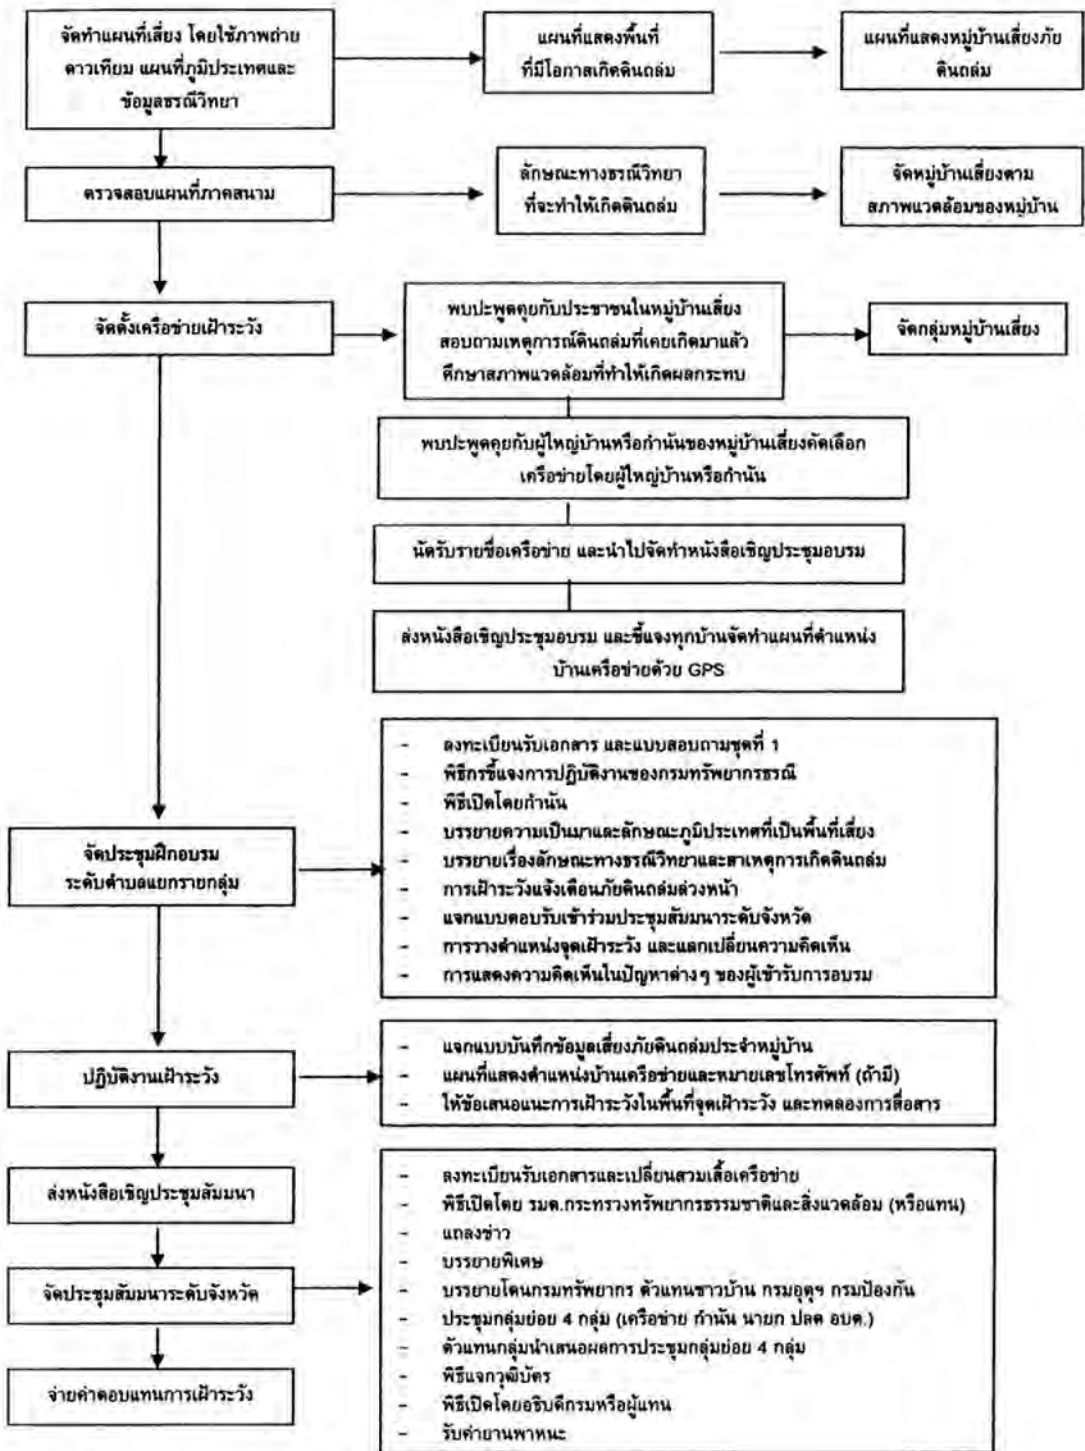 จัดทำแผนที่เสี่ยง โดยใช้ภาพถ่าย
ดาวเทียม แผนที่ภูมิประเทศและ
ข้อมูลธรณีวิทยา
แผนที่แสดงพื้นที่
ที่มีโอกาสเกิดดินถล่ม
แผนที่แสดงหมู่บ้านเสี่ยงภัย
ดินถล่ม
ตรวจสอบแผนที่ภาคสนาม
ลักษณะทางธรณีวิทยา
ที่จะทำให้เกิดดินถล่ม
จัดหมู่บ้านเสี่ยงตาม
สภาพแวดล้อมของหมู่บ้าน
จัดตั้งเครือข่ายเฝ้าระวัง
พบปะพูดคุยกับประชาชนในหมู่บ้านเสี่ยง
สอบถามเหตุการณ์ดินถล่มที่เคยเกิดมาแล้ว
ศึกษาสภาพแวดล้อมที่ทำให้เกิดผลกระทบ
จัดกลุ่มหมู่บ้านเสี่ยง
พบปะพูดคุยกับผู้ใหญ่บ้านหรือกำนันของหมู่บ้านเสี่ยงคัดเลือก
เครือข่ายโดยผู้ใหญ่บ้านหรือกำนัน
นัดรับรายชื่อเครือข่าย และนำไปจัดทำหนังสือเชิญประชุมอบรม
ส่งหนังสือเชิญประชุมอบรม และชี้แจงทุกบ้านจัดทำแผนที่ตำแหน่ง
บ้านเครือข่ายด้วย GPS
จัดประชุมฝึกอบรม
ระดับตำบลแยกรายกลุ่ม
- ลงทะเบียนรับเอกสาร และแบบสอบถามชุดที่ 1
- พิธีกรชี้แจงการปฏิบัติงานของกรมทรัพยากรธรณี
- พิธีเปิดโดยกำนัน
- บรรยายความเป็นมาและลักษณะภูมิประเทศที่เป็นพื้นที่เสี่ยง
- บรรยายเรื่องลักษณะทางธรณีวิทยาและสาเหตุการเกิดดินถล่ม
- การเฝ้าระวังแจ้งเตือนภัยดินถล่มล่วงหน้า
- แจกแบบตอบรับเข้าร่วมประชุมสัมมนาระดับจังหวัด
- การวางตำแหน่งจุดเฝ้าระวัง และแลกเปลี่ยนความคิดเห็น
- การแสดงความคิดเห็นในปัญหาต่างๆ ของผู้เข้ารับการอบรม
ปฏิบัติงานเฝ้าระวัง
- แจกแบบบันทึกข้อมูลเสี่ยงภัยดินถล่มประจำหมู่บ้าน
- แผนที่แสดงตำแหน่งบ้านเครือข่ายและหมายเลขโทรศัพท์ (ถ้ามี)
- ให้ข้อเสนอแนะการเฝ้าระวังในพื้นที่จุดเฝ้าระวัง และทดลองการสื่อสาร
ส่งหนังสือเชิญประชุมสัมมนา
จัดประชุมสัมมนาระดับจังหวัด
- ลงทะเบียนรับเอกสารและเปลี่ยนสวมเสื้อเครือข่าย
- พิธีเปิดโดย รมต.กระทรวงทรัพยากรธรรมชาติและสิ่งแวดล้อม (หรือแทน)
- แถลงข่าว
- บรรยายพิเศษ
- บรรยายโดนกรมทรัพยากร ตัวแทนชาวบ้าน กรมอุตุฯ กรมป้องกัน
- ประชุมกลุ่มย่อย 4 กลุ่ม (เครือข่าย กำนัน นายก ปลัด อบต.)
- ตัวแทนกลุ่มนำเสนอผลการประชุมกลุ่มย่อย 4 กลุ่ม
- พิธีแจกวุฒิบัตร
- พิธีเปิดโดยอธิบดีกรมหรือผู้แทน
- รับค่ายานพาหนะ
จ่ายค่าตอบแทนการเฝ้าระวัง